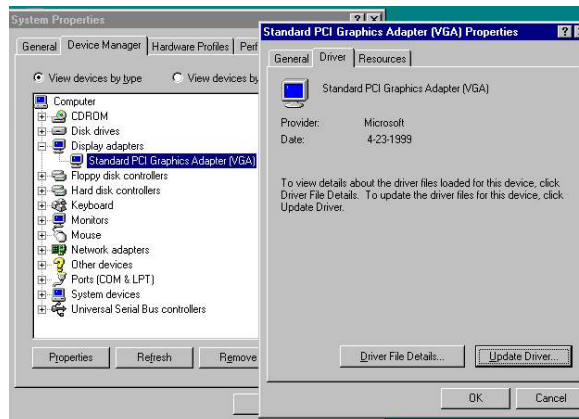 System Properties
General Device Manager Hardware Profiles Perf
View devices by type View devices by
Computer
CDROM
Disk drives
Display adapters
Standard PCI Graphics Adapter (VGA)
Floppy disk controllers
Hard disk controllers
Keyboard
Monitors
Mouse
Network adapters
Other devices
Ports (COM & LPT)
System devices
Universal Serial Bus controllers
Properties Refresh Remove
Standard PCI Graphics Adapter (VGA) Properties
General Driver Resources
Standard PCI Graphics Adapter (VGA)
Provider: Microsoft
Date: 4-23-1999
To view details about the driver files loaded for this device, click
Driver File Details. To update the driver files for this device, click
Update Driver.
Driver File Details... Update Driver...
OK Cancel